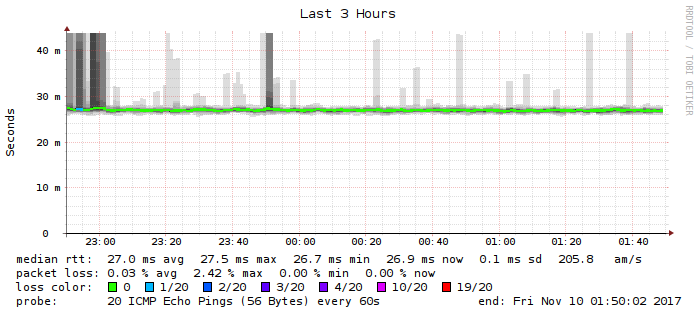 Last 3 Hours
RRDTOOL / TOBI OETIKER
Seconds
40 m
30 m
20 m
10 m
0
23:00 23:20 23:40 00:00 00:20 00:40 01:00 01:20 01:40
median rtt: 27.0 ms avg 27.5 ms max 26.7 ms min 26.9 ms now 0.1 ms sd 205.8 am/s
packet loss: 0.03 % avg 2.42 % max 0.00 % min 0.00 % now
loss color: 0 1/20 2/20 3/20 4/20 10/20 19/20
probe: 20 ICMP Echo Pings (56 Bytes) every 60s end: Fri Nov 10 01:50:02 2017